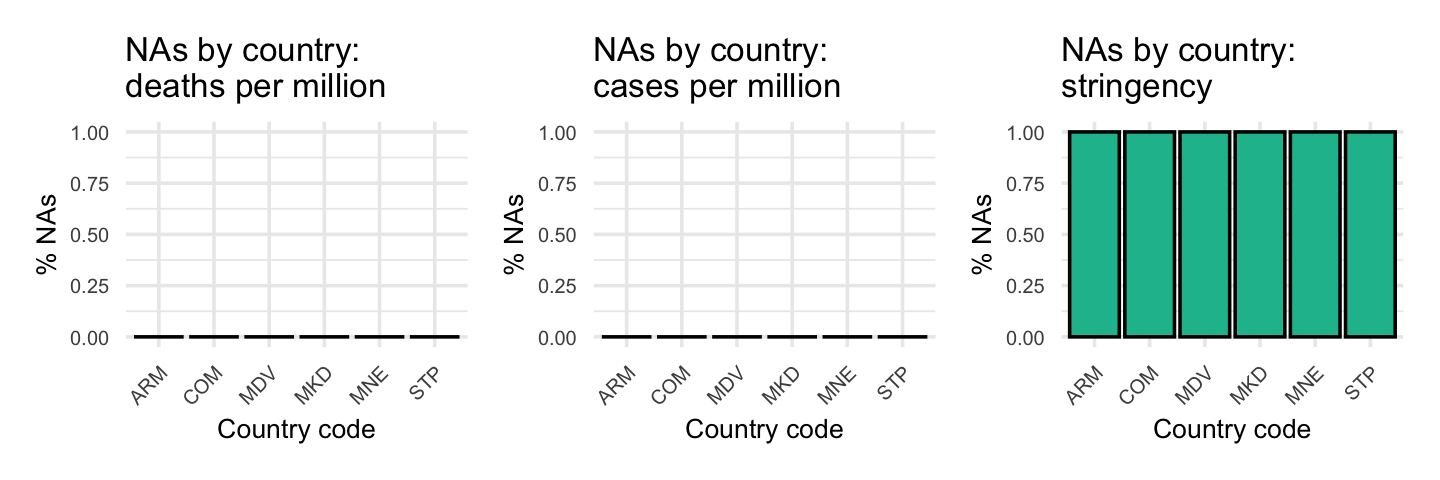 NAs by country:
deaths per million
% NAs
1.00
0.75
0.50
0.25
0.00
ARM
COM
MDV
MKD
MNE
STP
Country code
NAs by country:
cases per million
% NAs
1.00
0.75
0.50
0.25
0.00
ARM
COM
MDV
MKD
MNE
STP
Country code
NAs by country:
stringency
% NAs
1.00
0.75
0.50
0.25
0.00
ARM
COM
MDV
MKD
MNE
STP
Country code